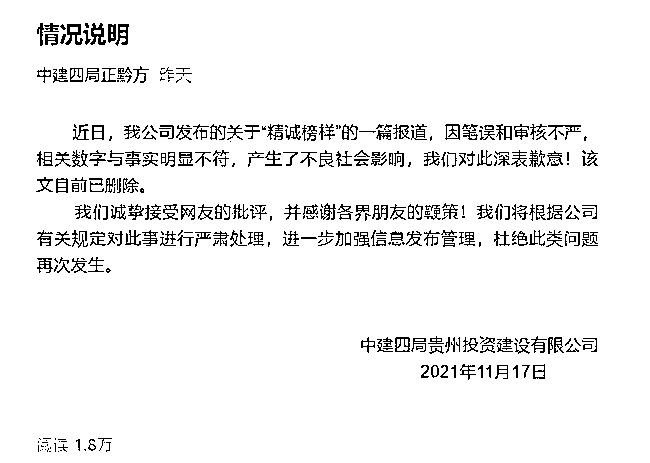 情况说明
中建四局正黔方 昨天
近日，我公司发布的关于“精诚榜样”的一篇报道，因笔误和审核不严，
相关数字与事实明显不符，产生了不良社会影响，我们对此深表歉意！该
文目前已删除。
我们诚挚接受网友的批评，并感谢各界朋友的鞭策！我们将根据公司
有关规定对此事进行严肃处理，进一步加强信息发布管理，杜绝此类问题
再次发生。
中建四局贵州投资建设有限公司
2021年11月17日
阅读 1.8万